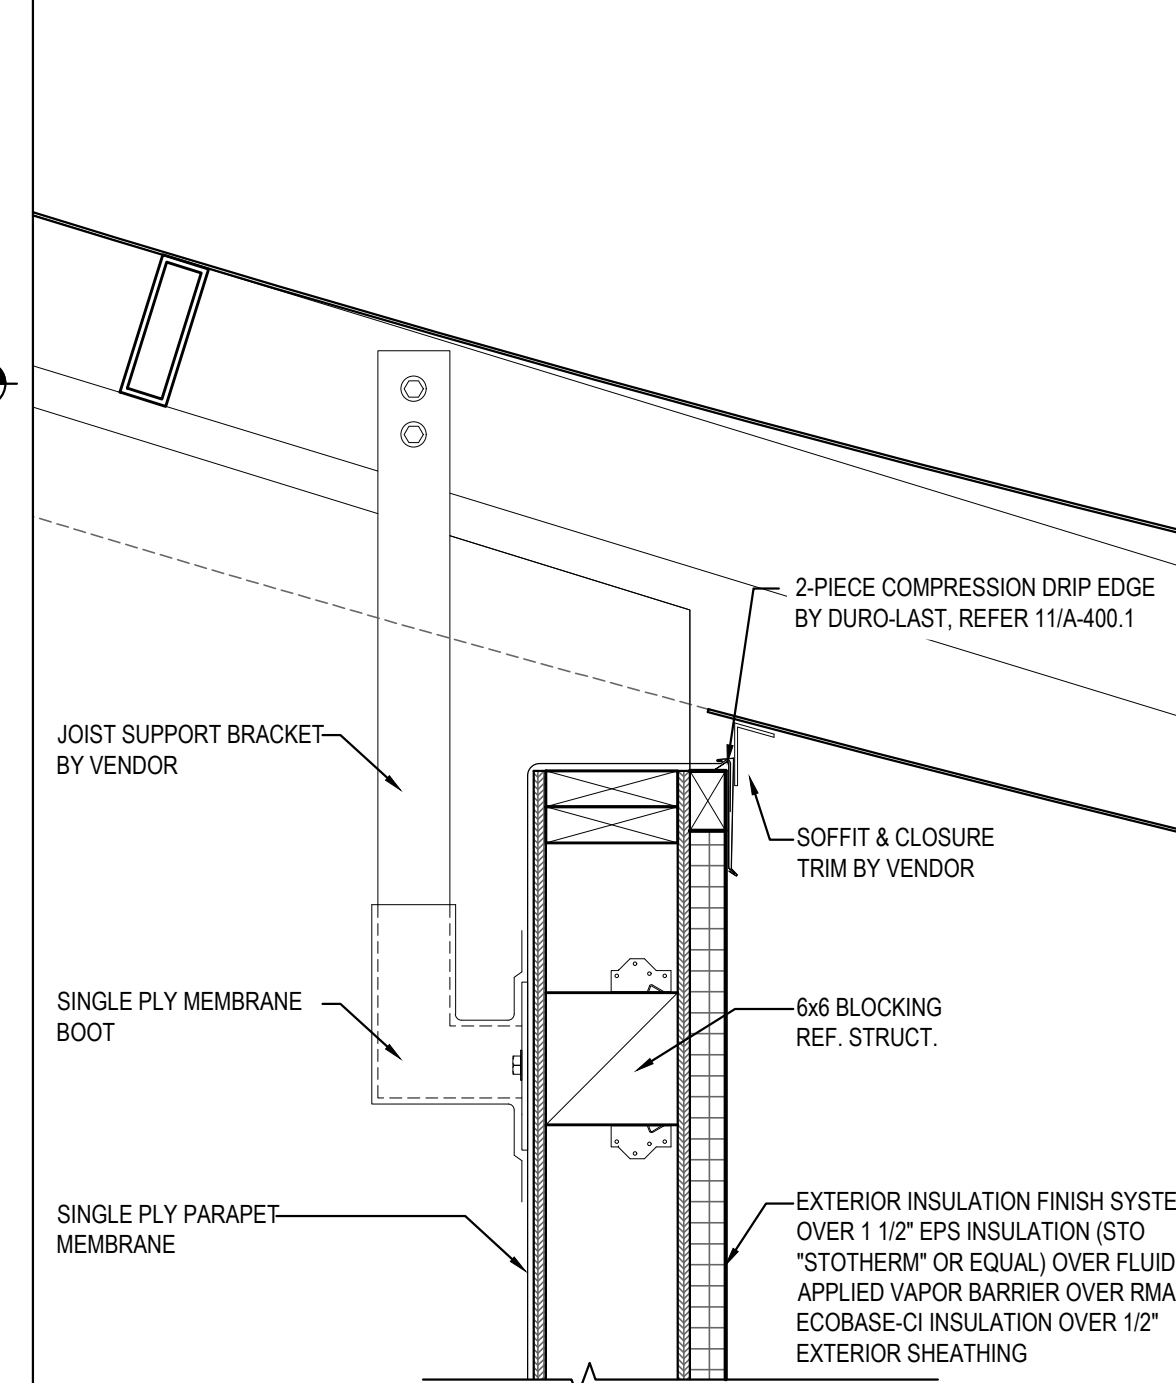 2-PIECE COMPRESSION DRIP EDGE
BY DURO-LAST, REFER 11/A-400.1
JOIST SUPPORT BRACKET
BY VENDOR
SOFFIT & CLOSURE
TRIM BY VENDOR
SINGLE PLY MEMBRANE
BOOT
6x6 BLOCKING
REF. STRUCT.
SINGLE PLY PARAPET
MEMBRANE
EXTERIOR INSULATION FINISH SYSTE
OVER 1 1/2" EPS INSULATION (STO
"STOTHERM" OR EQUAL) OVER FLUID
APPLIED VAPOR BARRIER OVER RMA
ECOBASE-CI INSULATION OVER 1/2"
EXTERIOR SHEATHING